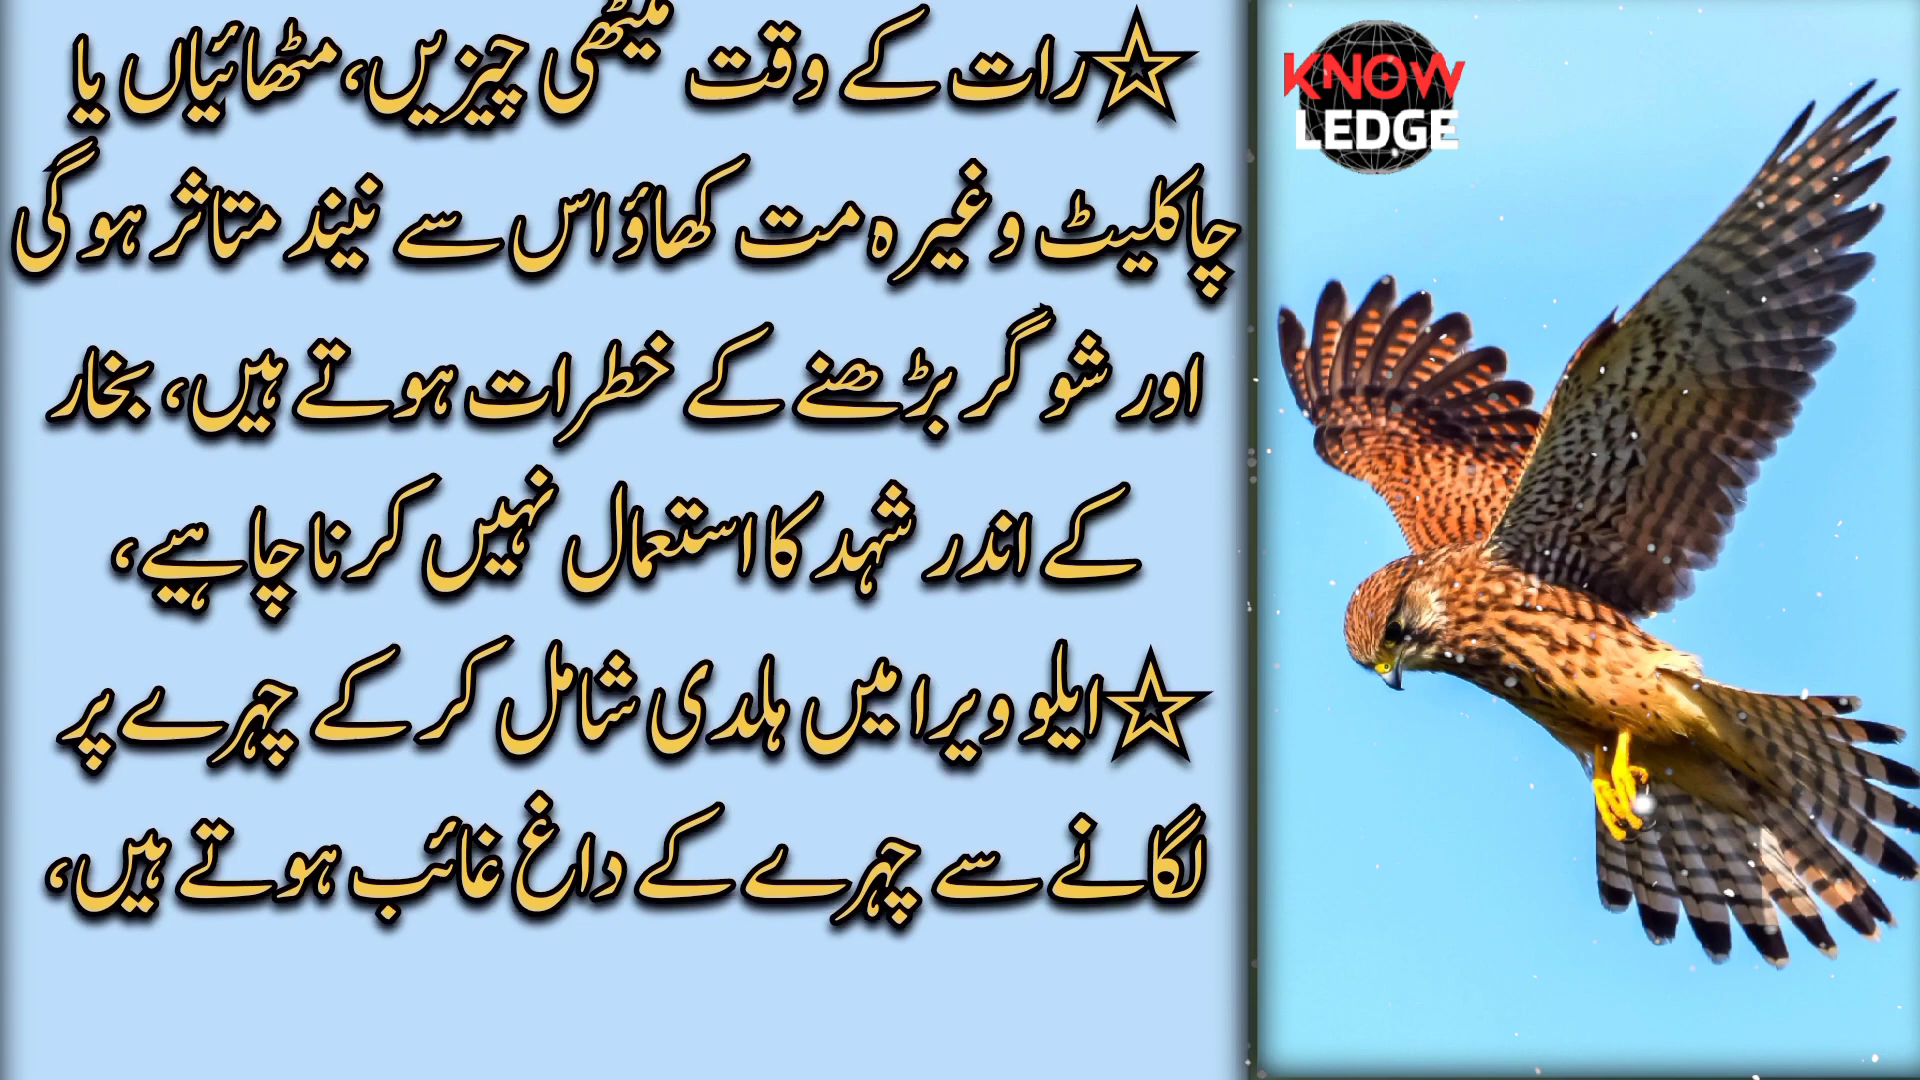 ☆رات کے وقت میٹھی چیزیں، مٹھائیاں یا
چاکلیٹ وغیرہ مت کھاؤ اس سے نیند متاثر ہوگی
اور شوگر بڑھنے کے خطرات ہوتے ہیں، بخار
کے اندر شہد کا استعمال نہیں کرنا چاہیے،
☆ایلو ویرا میں ہلدی شامل کر کے چہرے پر
لگانے سے چہرے کے داغ غائب ہوتے ہیں،
KNOW
LEDGE